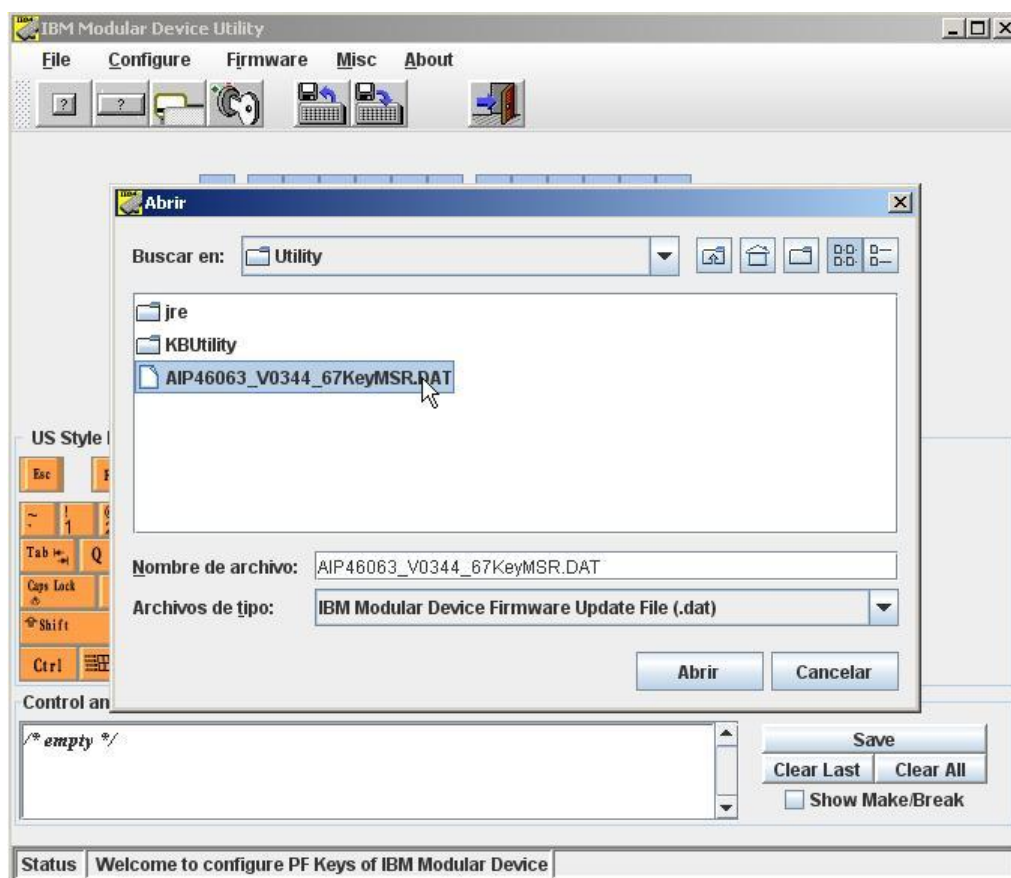 IBM Modular Device Utility
File Configure Firmware Misc About
Abrir
Buscar en: Utility
jre
KBUtility
AIP46063_V0344_67KeyMSR.DAT
Nombre de archivo: AIP46063_V0344_67KeyMSR.DAT
Archivos de tipo: IBM Modular Device Firmware Update File (.dat)
Abrir Cancelar
US Style
Esc
~ ! 1
Tab Q
Caps Lock
Shift
Ctrl
Control an
/* empty */
Save
Clear Last Clear All
Show Make/Break
Status Welcome to configure PF Keys of IBM Modular Device